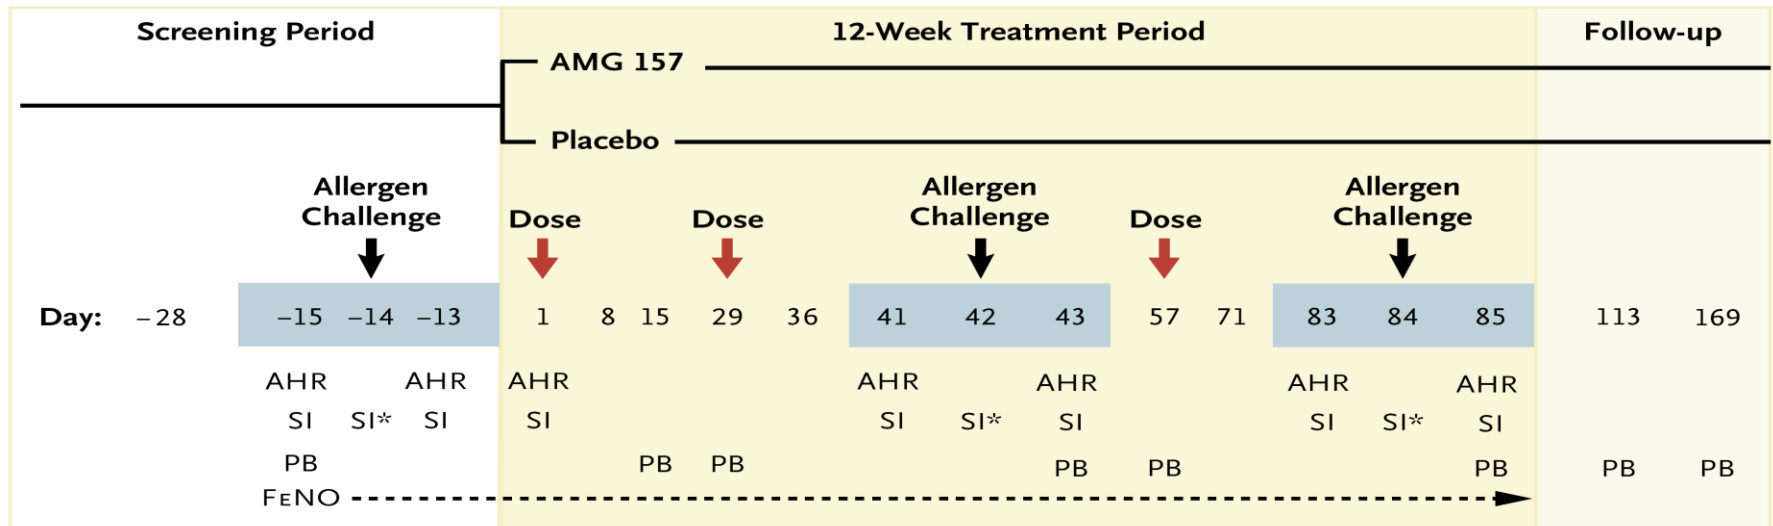 Screening Period 12-Week Treatment Period Follow-up
AMG 157
Placebo
Allergen Allergen Allergen
Challenge Dose Dose Challenge Dose Challenge
Day: –28 –15 –14 –13 1 8 15 29 36 41 42 43 57 71 83 84 85 113 169
AHR AHR AHR AHR AHR AHR AHR
SI SI* SI SI SI SI* SI SI SI* SI
PB PB PB PB PB PB PB PB
FENO